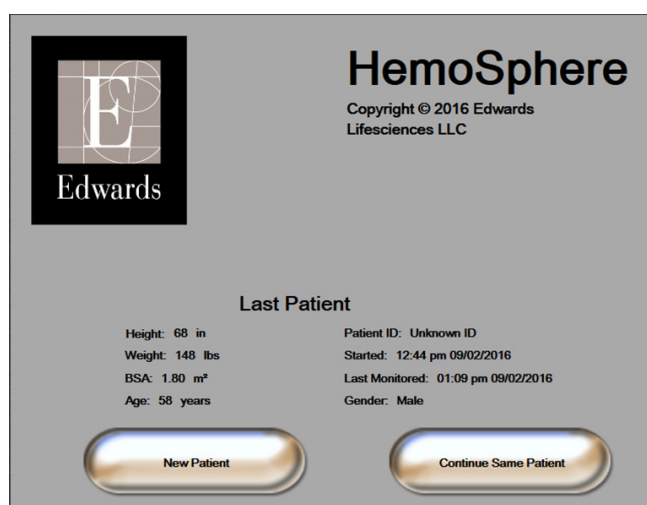 E
Edwards
HemoSphere
Copyright © 2016 Edwards
Lifesciences LLC
Last Patient
Height: 68 in
Weight: 148 lbs
BSA: 1.80 m²
Age: 58 years
Patient ID: Unknown ID
Started: 12:44 pm 09/02/2016
Last Monitored: 01:09 pm 09/02/2016
Gender: Male
New Patient
Continue Same Patient